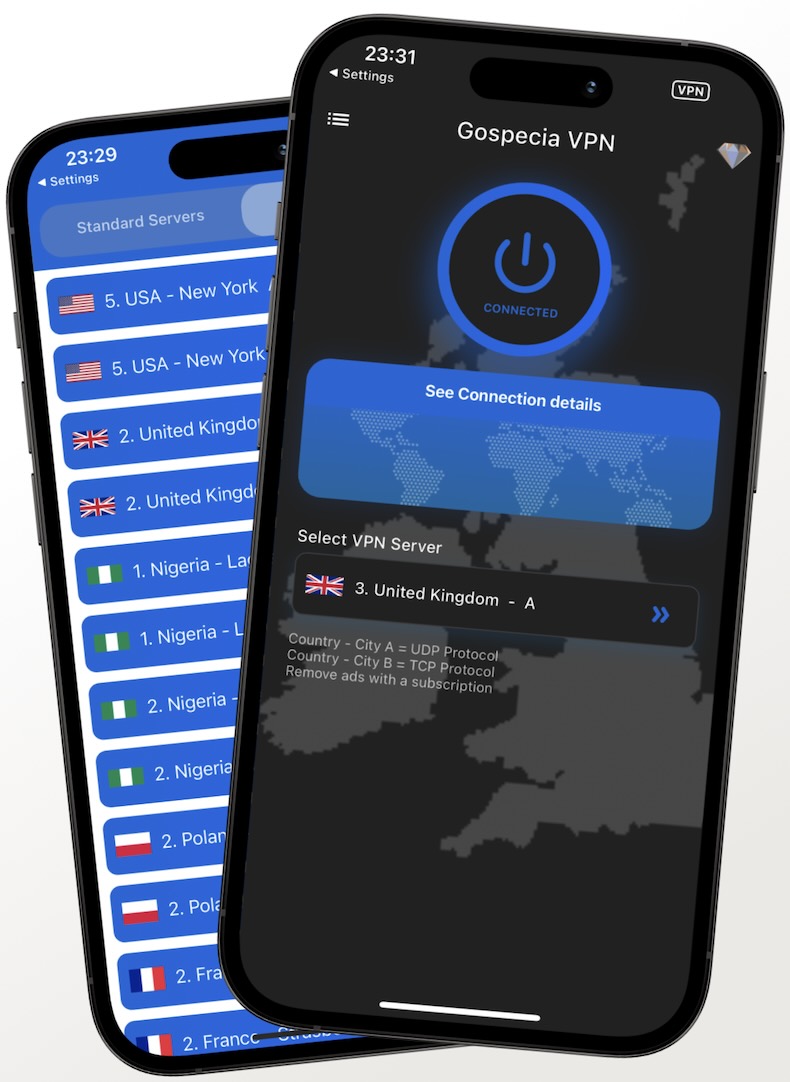 23:29
◀ Settings
Standard Servers
5. USA - New York
5. USA - New York
2. United Kingdo
2. United Kingdo
1. Nigeria - La
1. Nigeria - L
2. Nigeria -
2. Nigeria
2. Polan
2. Pola
2. Fra
2. France - Strasbo
23:31
◀ Settings
VPN
Gospecia VPN
CONNECTED
See Connection details
Select VPN Server
3. United Kingdom - A
Country - City A = UDP Protocol
Country - City B = TCP Protocol
Remove ads with a subscription